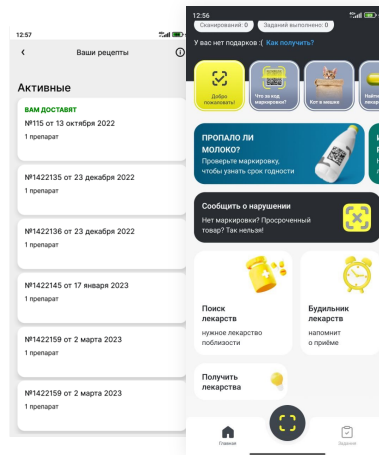 12:57
Ваши рецепты
Активные
ВАМ ДОСТАВЯТ
№115 от 13 октября 2022
1 препарат
№1422135 от 23 декабря 2022
1 препарат
№1422136 от 23 декабря 2022
1 препарат
№1422145 от 17 января 2023
1 препарат
№1422159 от 2 марта 2023
1 препарат
№1422159 от 2 марта 2023
1 препарат
12:56
Сканирований: 0 Заданий выполнено: 0
У вас нет подарков :( Как получить?
Добро
пожаловать!
Что за код
маркировки?
Кот в мешке
Найти
ПРОПАЛО ЛИ
МОЛОКО?
Проверьте маркировку,
чтобы узнать срок годности
Сообщить о нарушении
Нет маркировки? Просроченный
товар? Так нельзя!
Поиск
лекарств
нужное лекарство
поблизости
Будильник
лекарств
напомнит
о приёме
Получить
лекарства
Главная
Задания